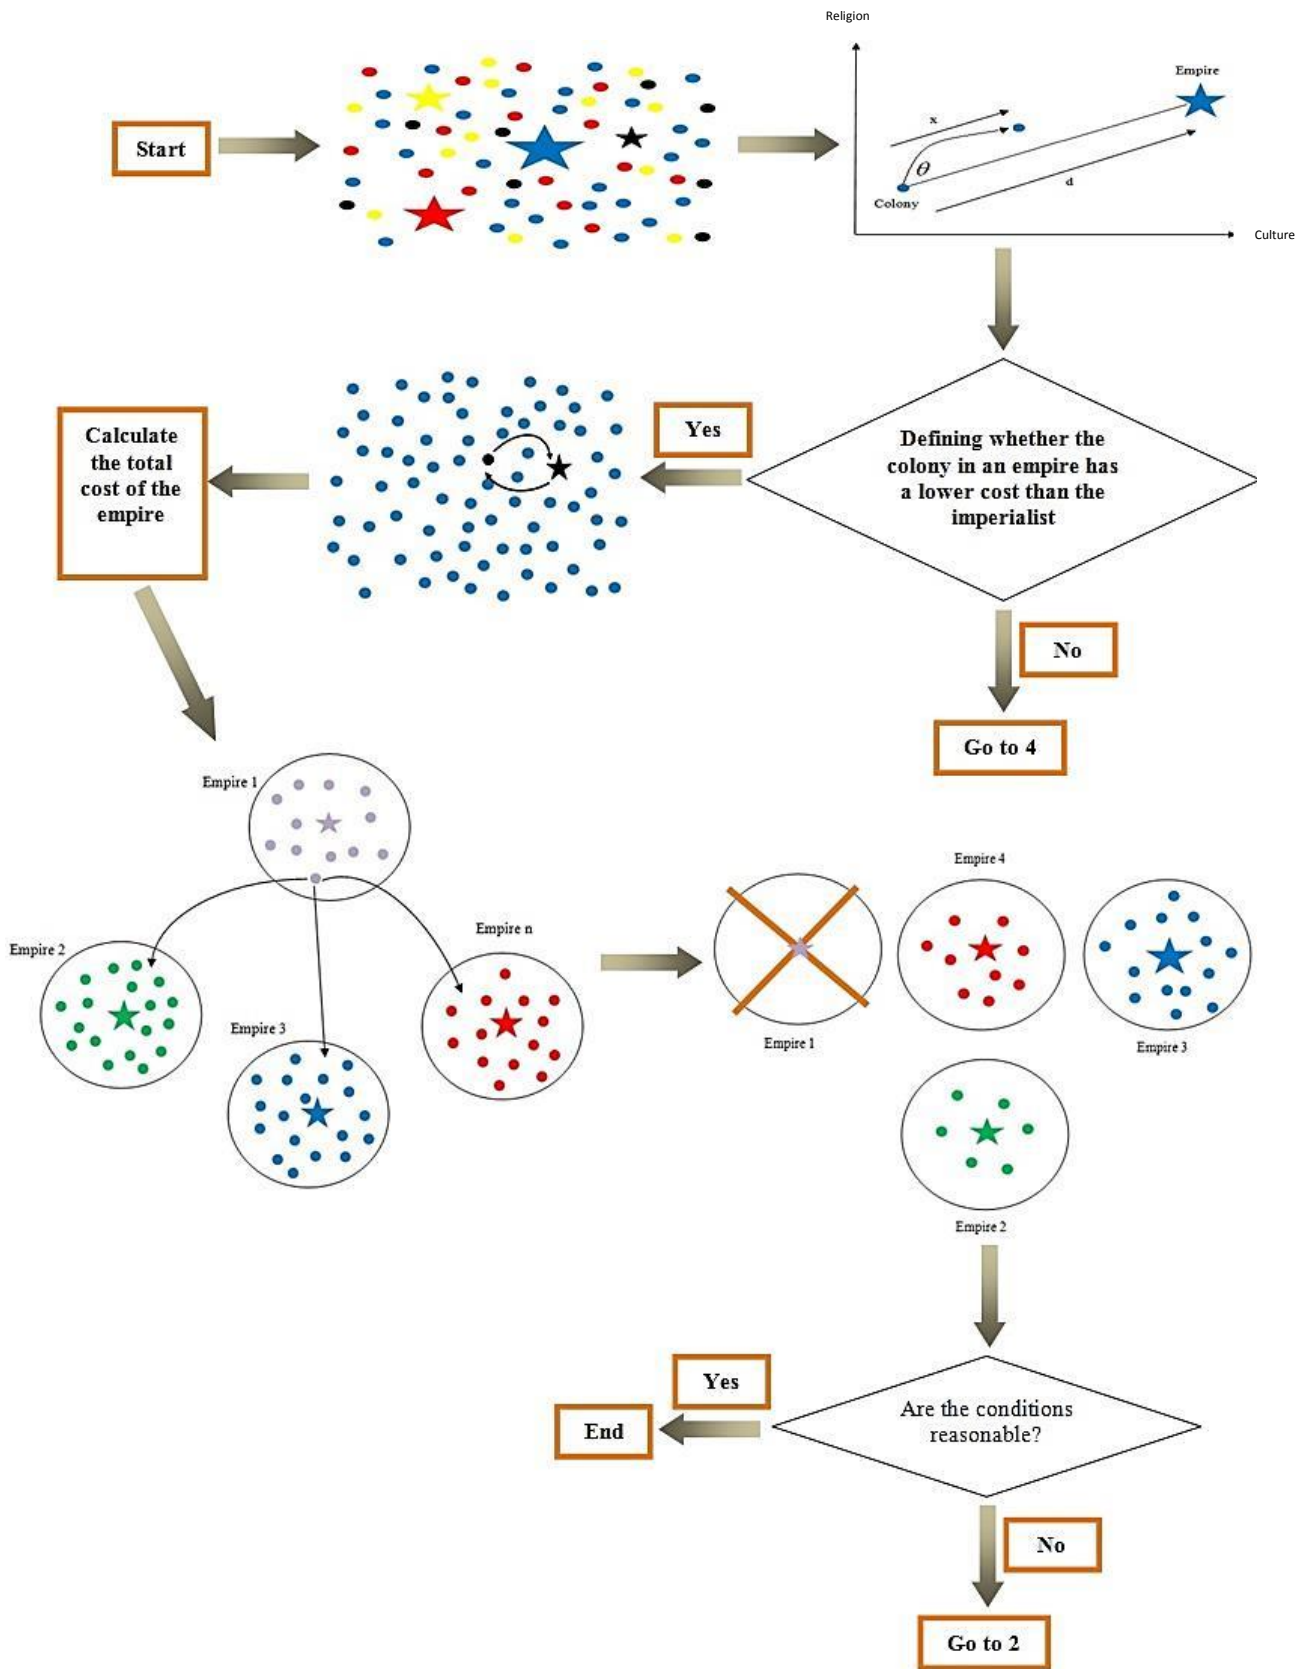 Religion
Empire
x
Start
θ
d
Colony
Culture
Calculate
the total
cost of the
empire
Yes
Defining whether the
colony in an empire has
a lower cost than the
imperialist
No
Go to 4
Empire 1
Empire 4
Empire n
Empire 2
Empire 3
Empire 1
Empire 3
Empire 2
Yes
Are the conditions
reasonable?
End
No
Go to 2